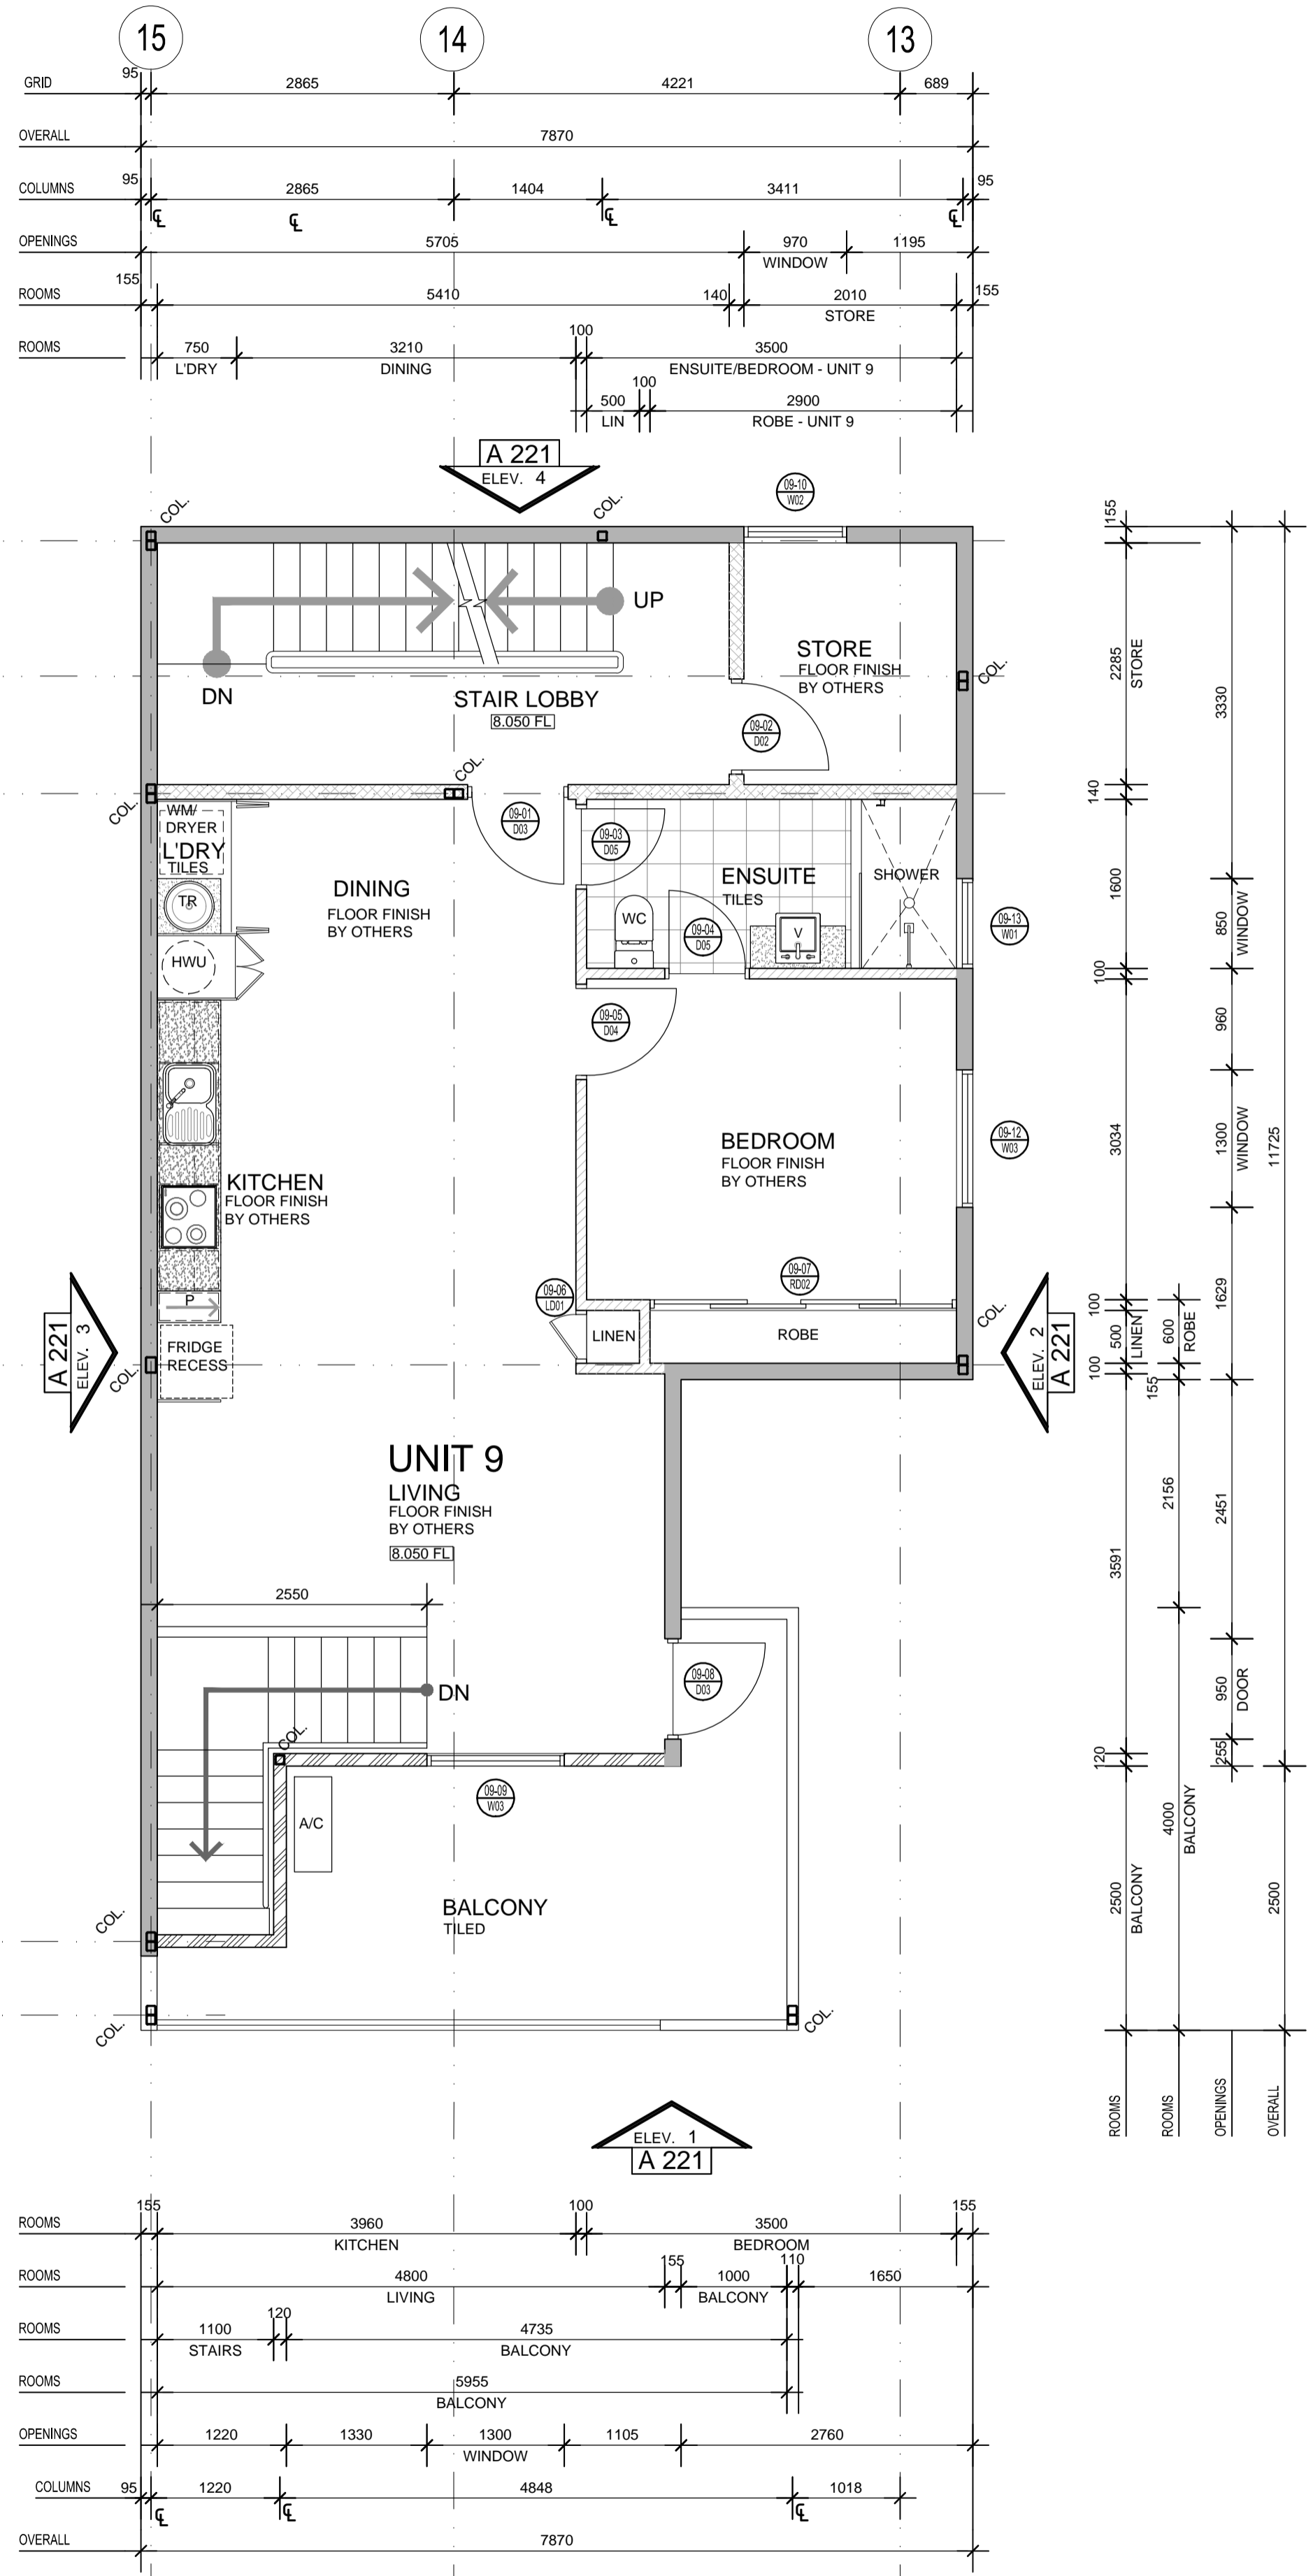 15
14
13
GRID
95
2865
4221
689
OVERALL
7870
COLUMNS
95
2865
1404
3411
95
OPENINGS
5705
970
1195
WINDOW
ROOMS
155
5410
140
2010
155
STORE
ROOMS
750
3210
100
3500
L'DRY
DINING
ENSUITE/BEDROOM - UNIT 9
500
100
2900
LIN
ROBE - UNIT 9
A 221
ELEV. 4
09-10
W02
COL.
COL.
UP
DN
STAIR LOBBY
8.050 FL
STORE
FLOOR FINISH
BY OTHERS
COL.
09-02
D02
COL.
COL.
WM/
DRYER
L'DRY
TILES
TR
HWU
09-01
D03
09-03
D05
DINING
FLOOR FINISH
BY OTHERS
ENSUITE
TILES
SHOWER
WC
09-04
D05
V
09-13
W01
09-05
D04
BEDROOM
FLOOR FINISH
BY OTHERS
09-12
W03
KITCHEN
FLOOR FINISH
BY OTHERS
P
FRIDGE
RECESS
09-06
LD01
09-07
RD02
LINEN
ROBE
COL.
COL.
A 221
ELEV. 3
ELEV. 2
A 221
UNIT 9
LIVING
FLOOR FINISH
BY OTHERS
8.050 FL
2550
DN
09-08
D03
COL.
09-09
W03
A/C
BALCONY
TILED
COL.
COL.
COL.
ELEV. 1
A 221
155
2285
STORE
140
1600
100
3034
100
500
LINEN
100
3591
120
2500
BALCONY
ROOMS
600
ROBE
155
2156
4000
BALCONY
ROOMS
3330
850
WINDOW
960
1300
WINDOW
1629
2451
950
DOOR
255
OPENINGS
11725
2500
OVERALL
ROOMS
155
3960
100
3500
155
KITCHEN
BEDROOM
ROOMS
4800
155
1000
110
1650
LIVING
BALCONY
ROOMS
1100
120
4735
STAIRS
BALCONY
ROOMS
5955
BALCONY
OPENINGS
1220
1330
1300
1105
2760
WINDOW
COLUMNS
95
1220
4848
1018
OVERALL
7870